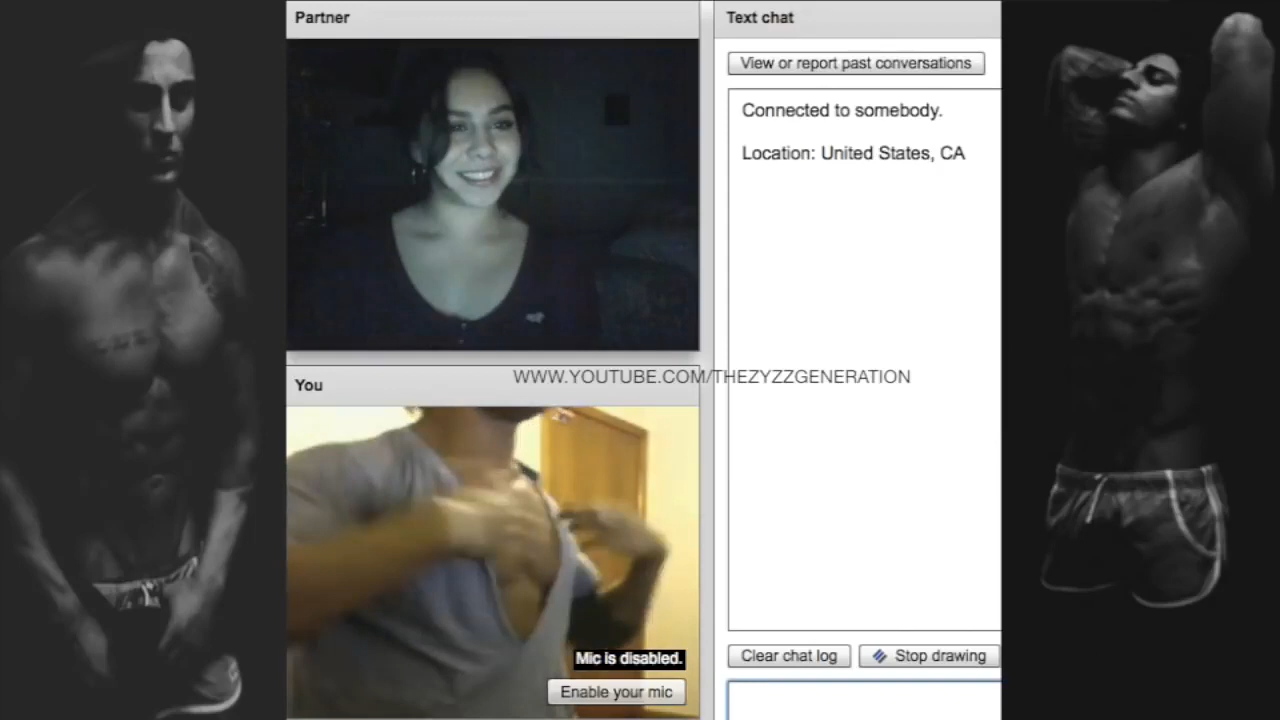 Partner
Text chat
View or report past conversations
Connected to somebody.
Location: United States, CA
WWW.YOUTUBE.COM/THEZYZZGENERATION
You
Mic is disabled.
Enable your mic
Clear chat log
Stop drawing